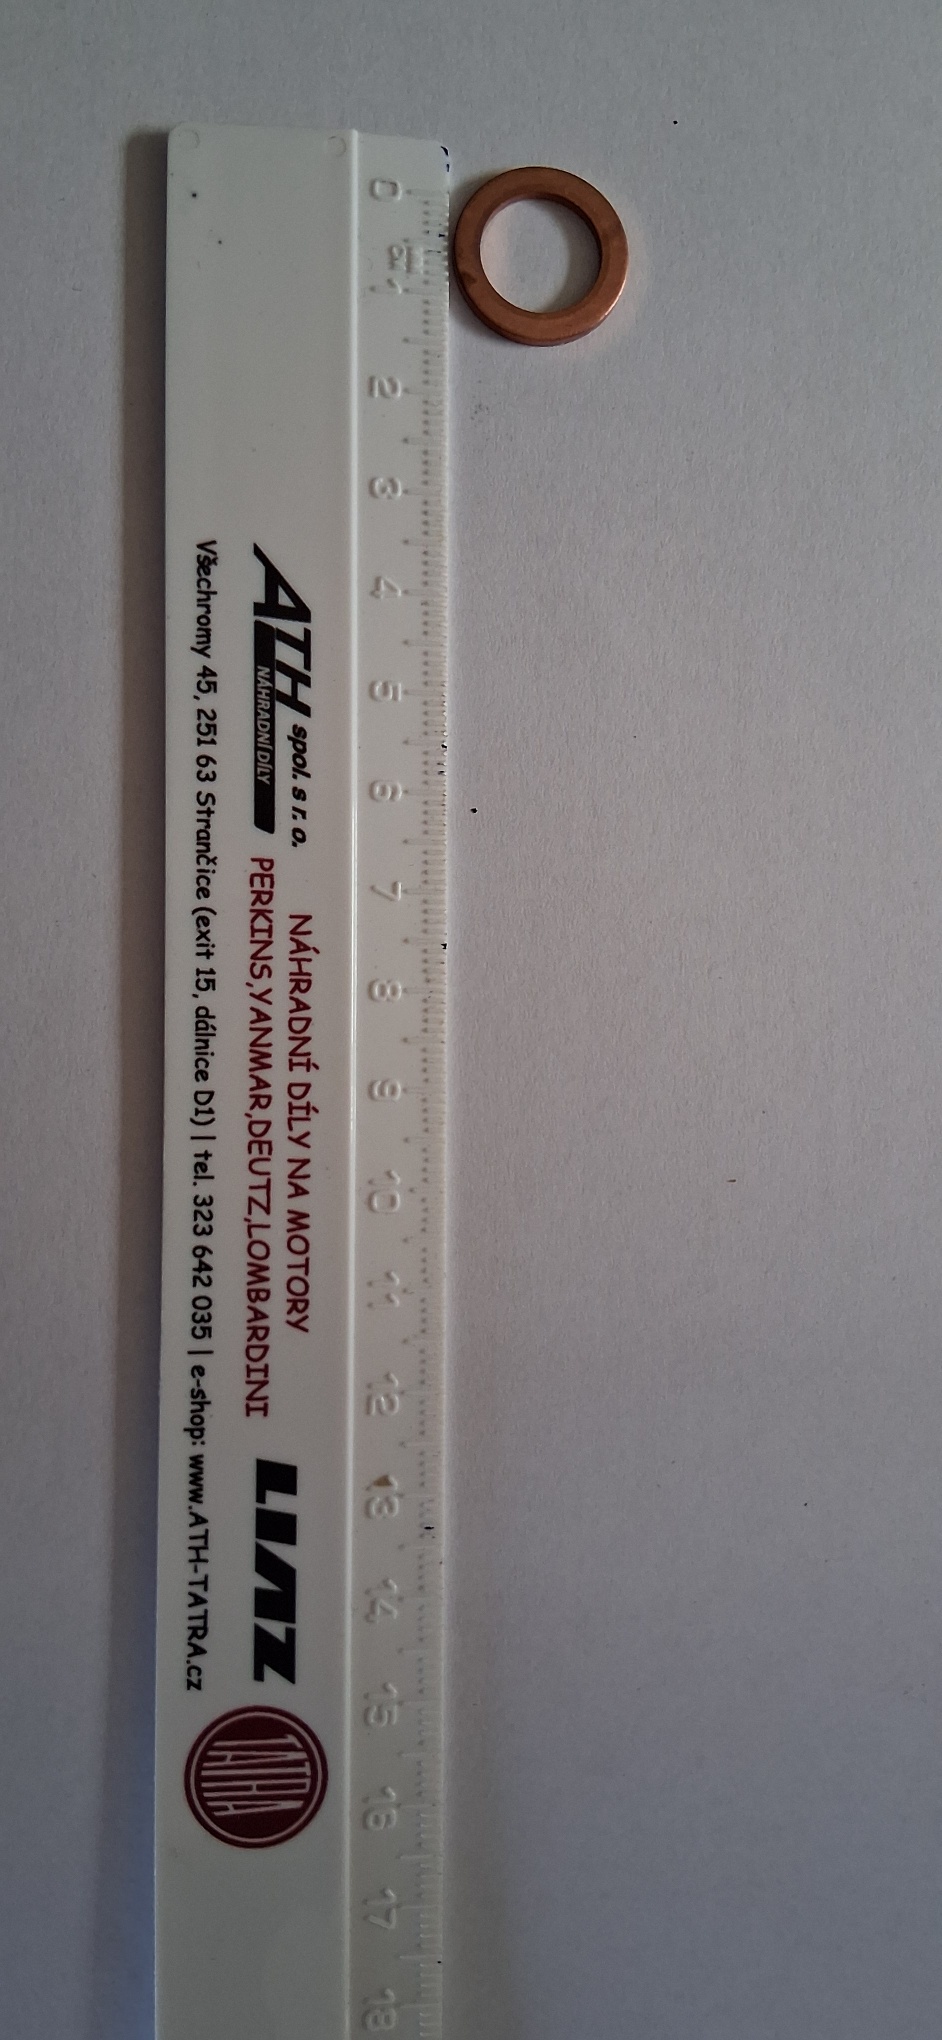 0 1 2 3 4 5 6 7 8 9 10 11 12 13 14 15 16 17 18
cm
ATH spol. s r. o.
NÁHRADNÍ DÍLY
NÁHRADNÍ DÍLY NA MOTORY
PERKINS,YANMAR,DEUTZ,LOMBARDINI
LIAZ
TATRA
Všechromy 45, 251 63 Strančice (exit 15, dálnice D1) | tel. 323 642 035 | e-shop: www.ATH-TATRA.cz